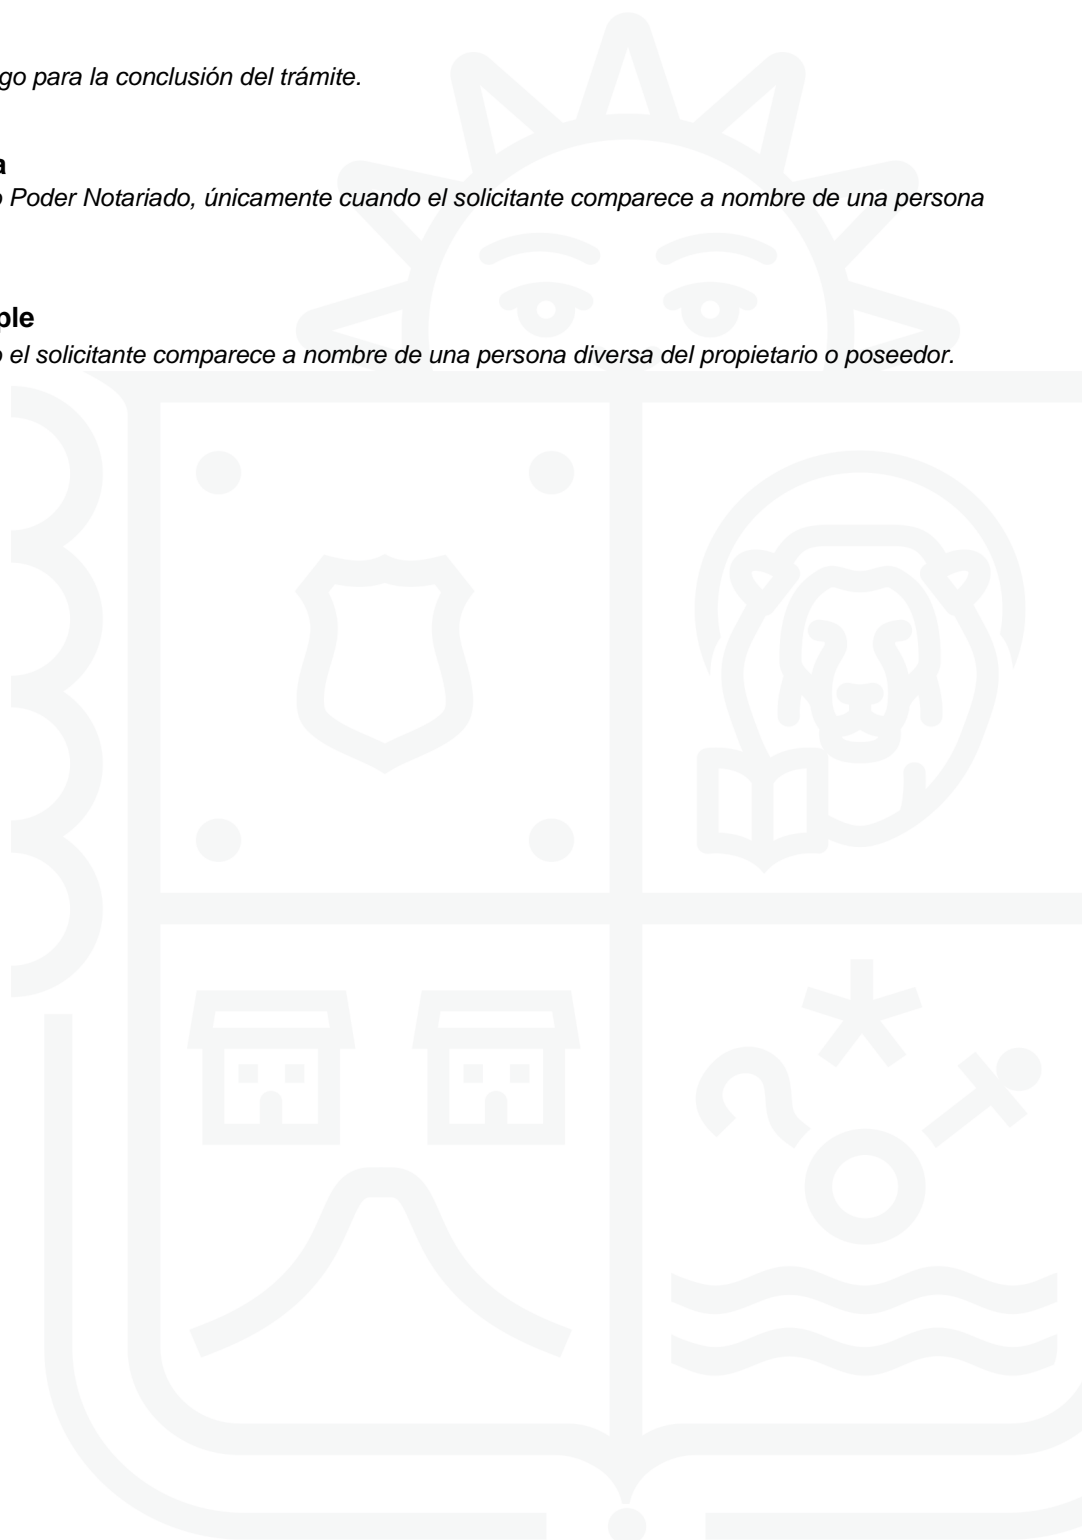 go para la conclusión del trámite.
a
o Poder Notariado, únicamente cuando el solicitante comparece a nombre de una persona
ple
o el solicitante comparece a nombre de una persona diversa del propietario o poseedor.